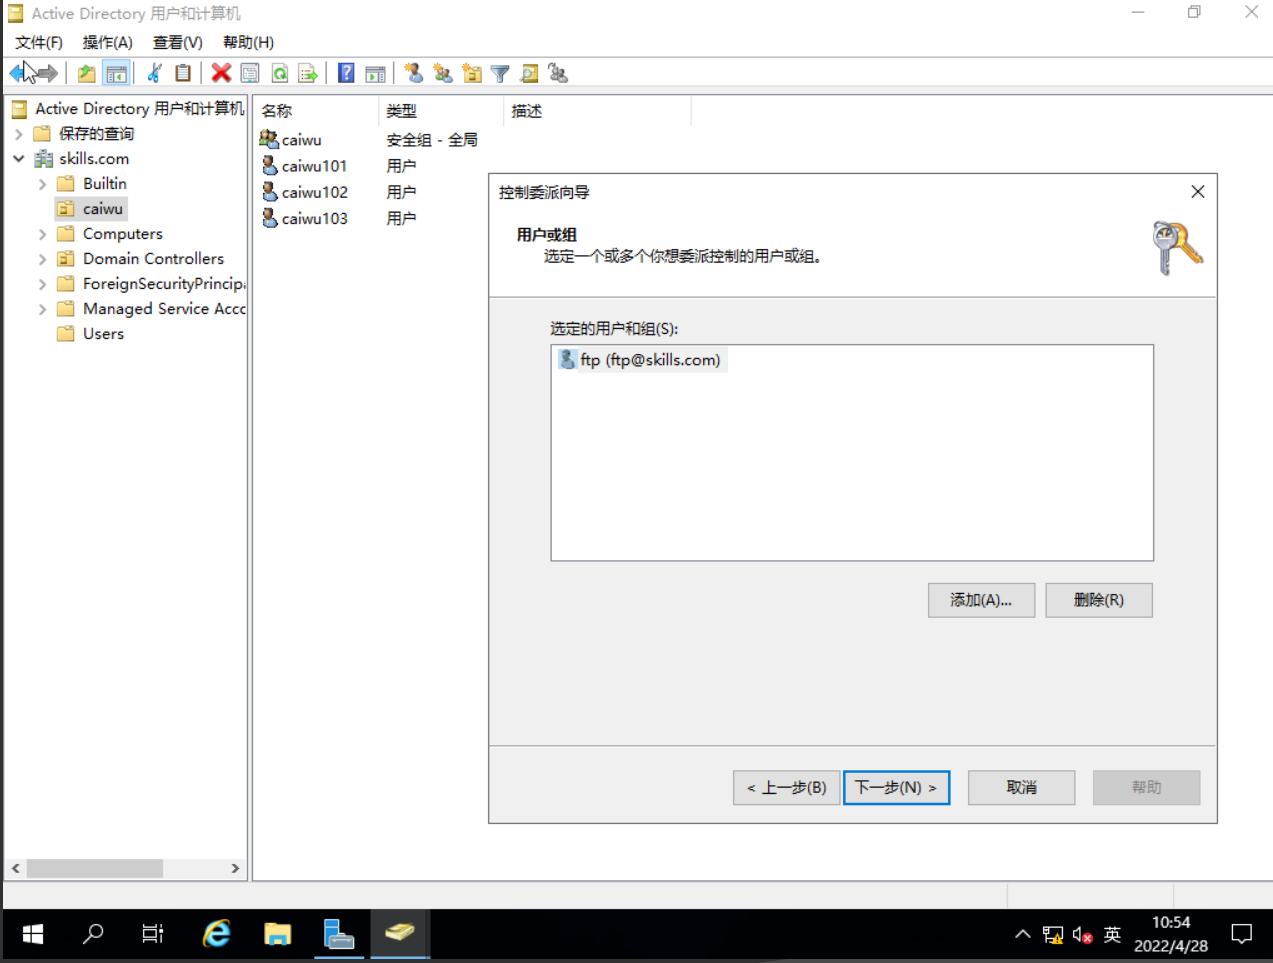 Active Directory 用户和计算机
文件(F) 操作(A) 查看(V) 帮助(H)
Active Directory 用户和计算机
保存的查询
skills.com
Builtin
caiwu
Computers
Domain Controllers
ForeignSecurityPrincip
Managed Service Acc
Users
名称 类型 描述
caiwu 安全组 - 全局
caiwu101 用户
caiwu102 用户
caiwu103 用户
控制委派向导
用户或组
选定一个或多个你想委派控制的用户或组。
选定的用户和组(S):
ftp (ftp@skills.com)
添加(A)... 删除(R)
< 上一步(B) 下一步(N) > 取消 帮助
英
10:54
2022/4/28